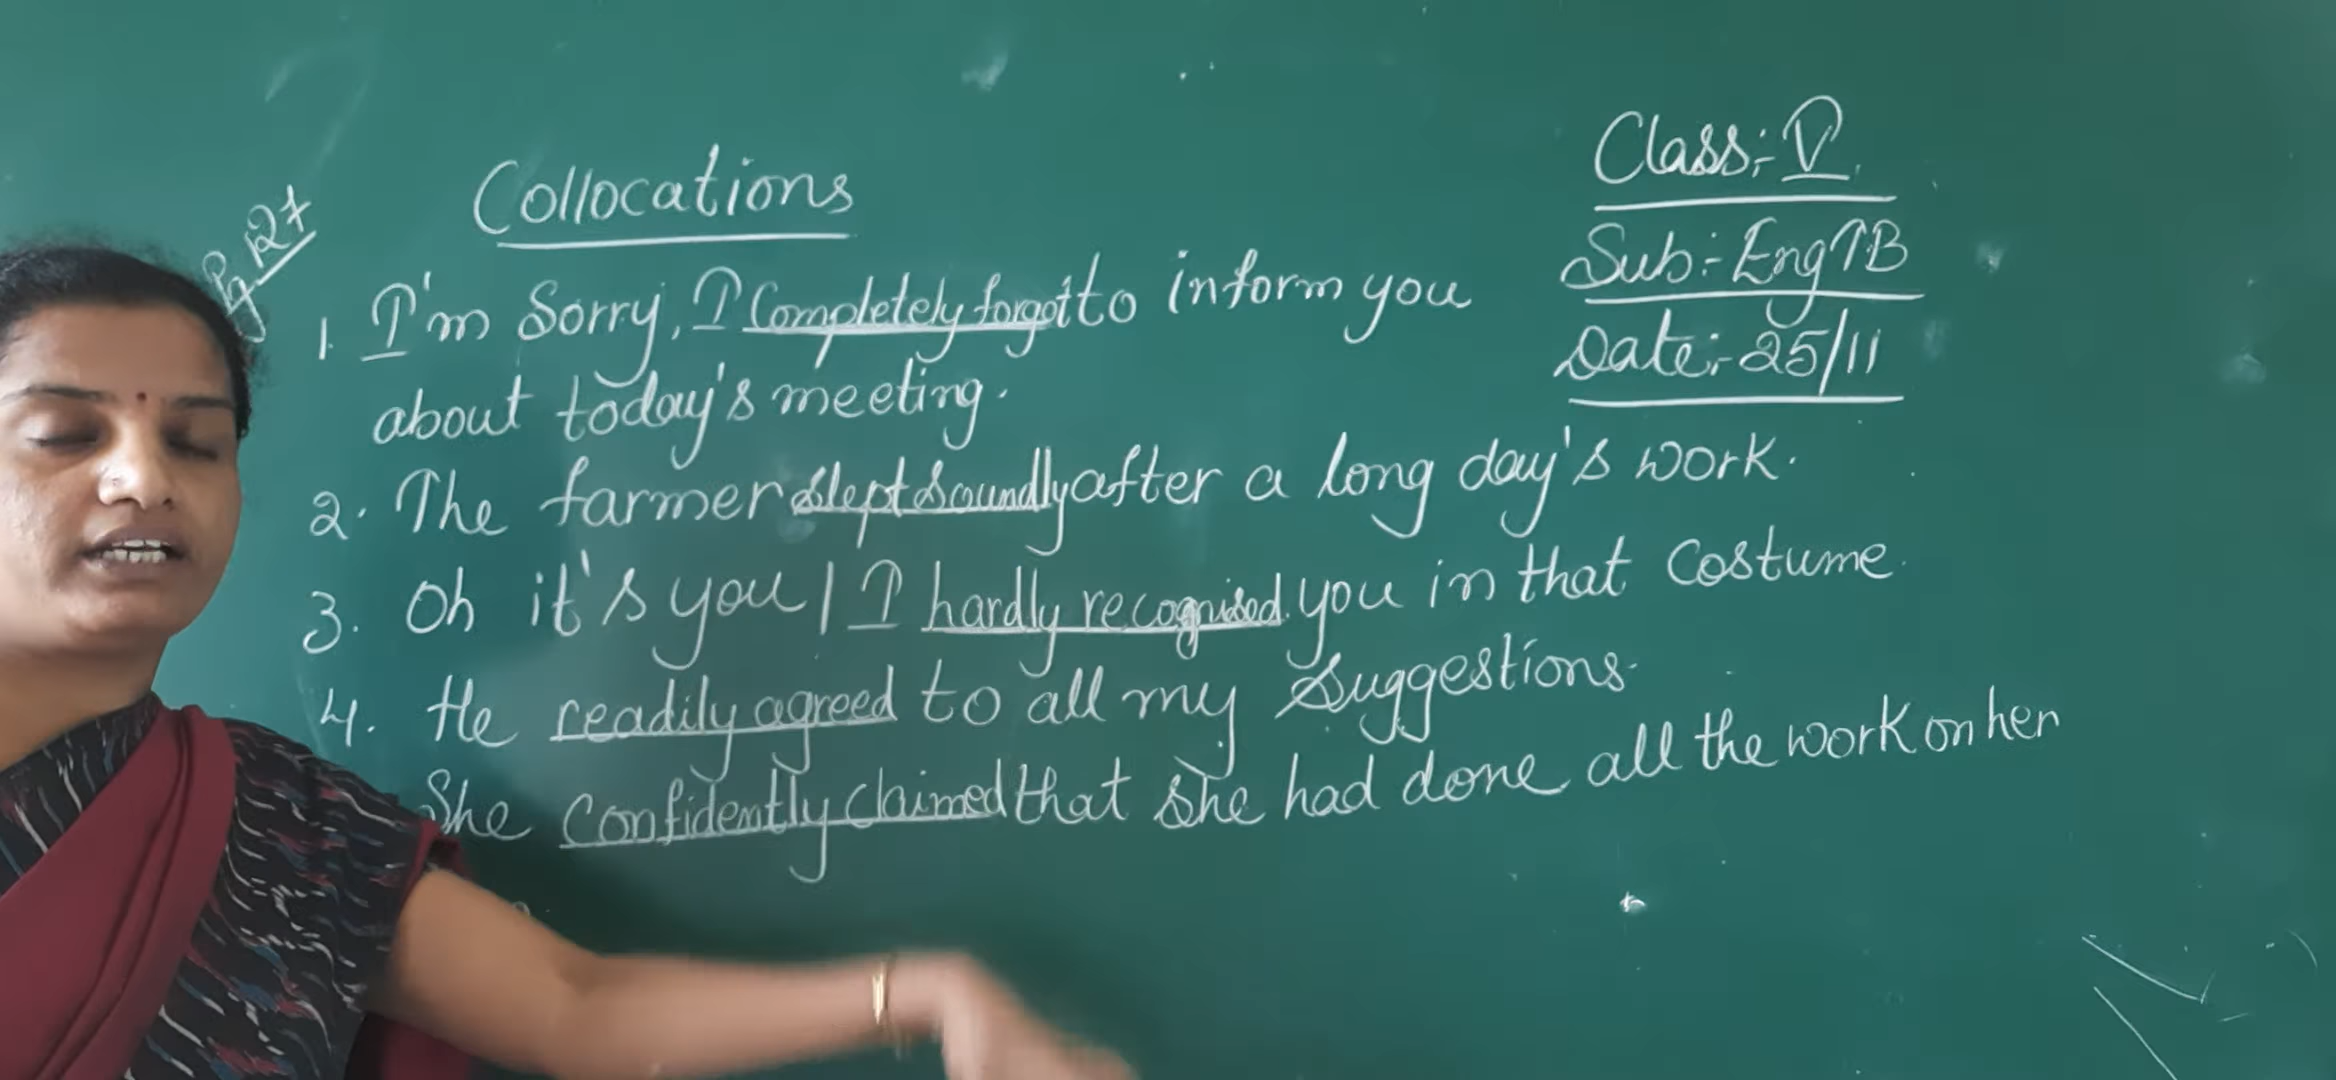 Pg 127
Collocations
Class:- V.
Sub:- Eng TB
Date:- 25/11
1. I'm Sorry, I Completely forgot to inform you
about today's meeting.
2. The farmer slept soundly after a long day's work.
3. Oh it's you! I hardly recognised you in that Costume.
4. He readily agreed to all my Suggestions.
She Confidently claimed that she had done all the work on her